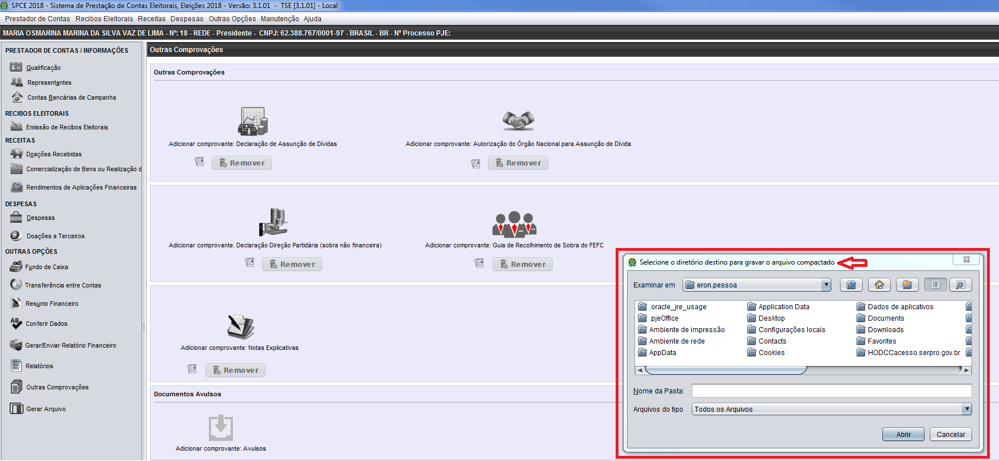 SPCE 2018 - Sistema de Prestação de Contas Eleitorais, Eleições 2018 - Versão: 3.1.01 - TSE [3.1.01] - Local
Prestador de Contas Recibos Eleitorais Receitas Despesas Outras Opções Manutenção Ajuda
MARIA OSMARINA MARINA DA SILVA VAZ DE LIMA - Nº: 18 - REDE - Presidente - CNPJ: 62.388.767/0001-97 - BRASIL - BR - Nº Processo PJE:
PRESTADOR DE CONTAS / INFORMAÇÕES
Qualificação
Representantes
Contas Bancárias de Campanha
RECIBOS ELEITORAIS
Emissão de Recibos Eleitorais
RECEITAS
Doações Recebidas
Comercialização de Bens ou Realização d
Rendimentos de Aplicações Financeiras
DESPESAS
Despesas
Doações a Terceiros
OUTRAS OPÇÕES
Fundo de Caixa
Transferência entre Contas
Resumo Financeiro
Conferir Dados
Gerar/Enviar Relatório Financeiro
Relatórios
Outras Comprovações
Gerar Arquivo
Outras Comprovações
Outras Comprovações
Adicionar comprovante: Declaração de Assunção de Dívidas
Remover
Adicionar comprovante: Autorização do Órgão Nacional para Assunção de Dívida
Remover
Adicionar comprovante: Declaração Direção Partidária (sobra não financeira)
Remover
Adicionar comprovante: Guia de Recolhimento de Sobra do FEFC
Remover
Adicionar comprovante: Notas Explicativas
Remover
Documentos Avulsos
Adicionar comprovante: Avulsos
Selecione o diretório destino para gravar o arquivo compactado
Examinar em eron.pessoa
.oracle_jre_usage Application Data Dados de aplicativos
.pjeOffice Desktop Documents
Ambiente de impressão Configurações locais Downloads
Ambiente de rede Contacts Favorites
AppData Cookies HODCCacesso.serpro.gov.br
Nome da Pasta:
Arquivos do tipo Todos os Arquivos
Abrir Cancelar